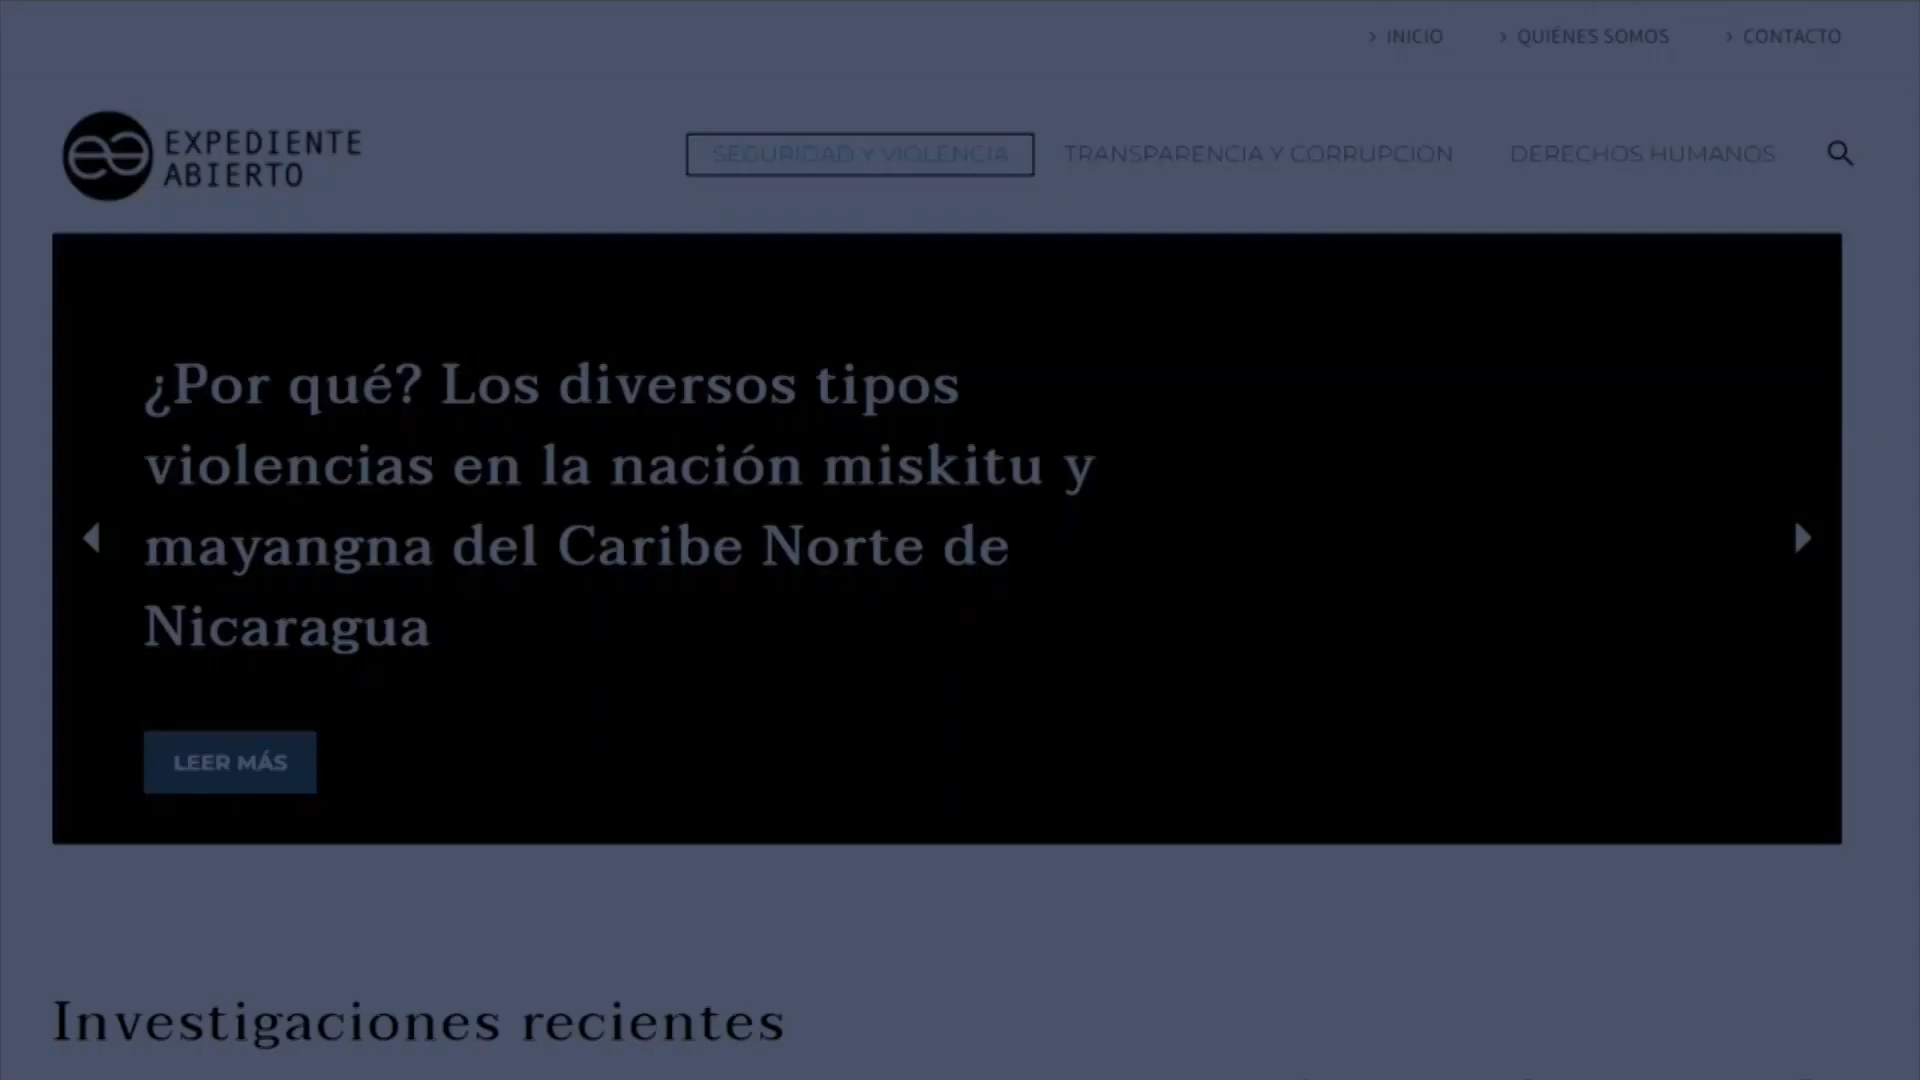 INICIO QUIÉNES SOMOS CONTACTO
EXPEDIENTE
ABIERTO
SEGURIDAD Y VIOLENCIA TRANSPARENCIA Y CORRUPCION DERECHOS HUMANOS
¿Por qué? Los diversos tipos
violencias en la nación miskitu y
mayangna del Caribe Norte de
Nicaragua
LEER MÁS
Investigaciones recientes